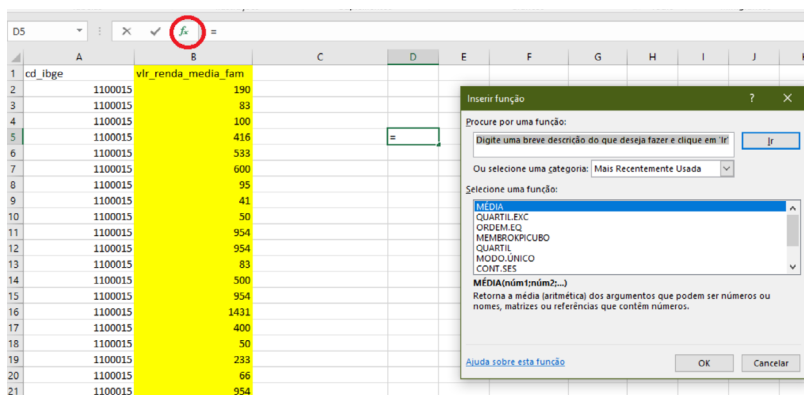 D5 fx =
A B C D E F G H I J
1 cd_ibge vlr_renda_media_fam
2 1100015 190
3 1100015 83
4 1100015 100
5 1100015 416 =
6 1100015 533
7 1100015 600
8 1100015 95
9 1100015 41
10 1100015 50
11 1100015 954
12 1100015 954
13 1100015 83
14 1100015 500
15 1100015 954
16 1100015 1431
17 1100015 400
18 1100015 50
19 1100015 233
20 1100015 66
21 1100015 954
Inserir função ? ×
Procure por uma função:
Digite uma breve descrição do que deseja fazer e clique em 'Ir' Ir
Ou selecione uma categoria: Mais Recentemente Usada
Selecione uma função:
MÉDIA
QUARTIL.EXC
ORDEM.EQ
MEMBROKPICUBO
QUARTIL
MODO.ÚNICO
CONT.SES
MÉDIA(núm1;núm2;...)
Retorna a média (aritmética) dos argumentos que podem ser números ou
nomes, matrizes ou referências que contêm números.
Ajuda sobre esta função OK Cancelar